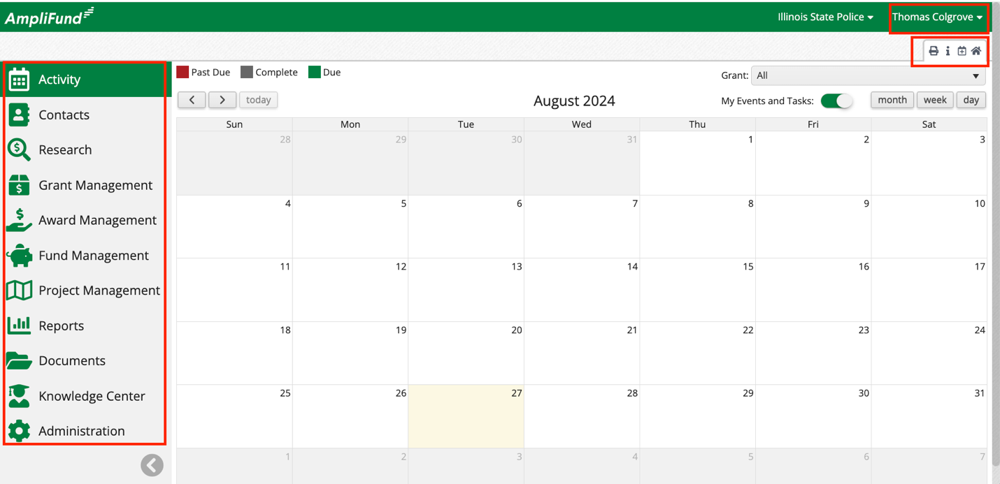 AmpliFund
Illinois State Police
Thomas Colgrove
Activity
Contacts
Research
Grant Management
Award Management
Fund Management
Project Management
Reports
Documents
Knowledge Center
Administration
Past Due Complete Due
Grant: All
today
August 2024
My Events and Tasks:
month week day
Sun Mon Tue Wed Thu Fri Sat
28 29 30 31 1 2 3
4 5 6 7 8 9 10
11 12 13 14 15 16 17
18 19 20 21 22 23 24
25 26 27 28 29 30 31
1 2 3 4 5 6 7